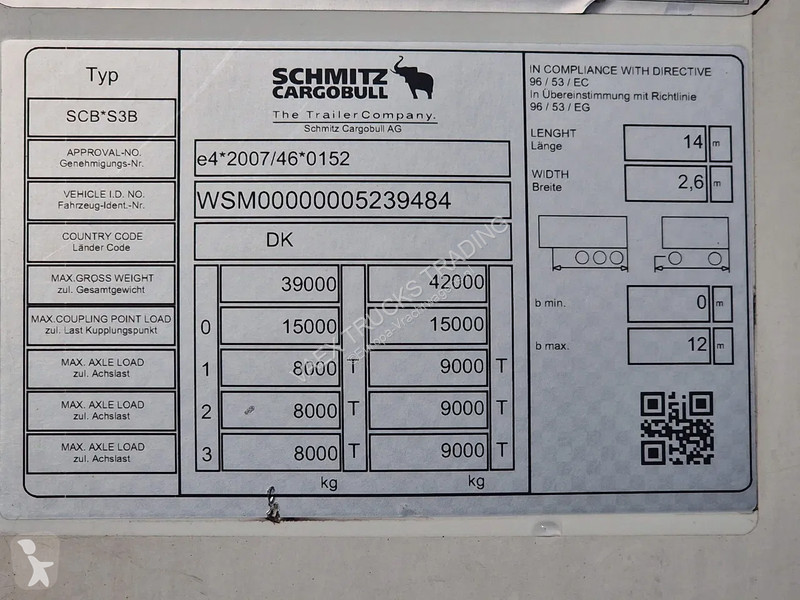 Typ
SCB*S3B
APPROVAL-NO.
Genehmigungs-Nr.
VEHICLE I.D. NO.
Fahrzeug-Ident.-Nr.
COUNTRY CODE
Länder Code
MAX.GROSS WEIGHT
zul. Gesamtgewicht
MAX.COUPLING POINT LOAD
zul. Last Kupplungspunkt
MAX. AXLE LOAD
zul. Achslast
MAX. AXLE LOAD
zul. Achslast
MAX. AXLE LOAD
zul. Achslast
SCHMITZ
CARGOBULL
The TrailerCompany.
Schmitz Cargobull AG
e4*2007/46*0152
WSM00000005239484
DK
39000 42000
0 15000 15000
1 8000 T 9000 T
2 8000 T 9000 T
3 8000 T 9000 T
kg kg
IN COMPLIANCE WITH DIRECTIVE
96 / 53 / EC
In Übereinstimmung mit Richtlinie
96 / 53 / EG
LENGHT
Länge
14 m
WIDTH
Breite
2,6 m
b min. 0 m
b max. 12 m
TRUCKS TRADING